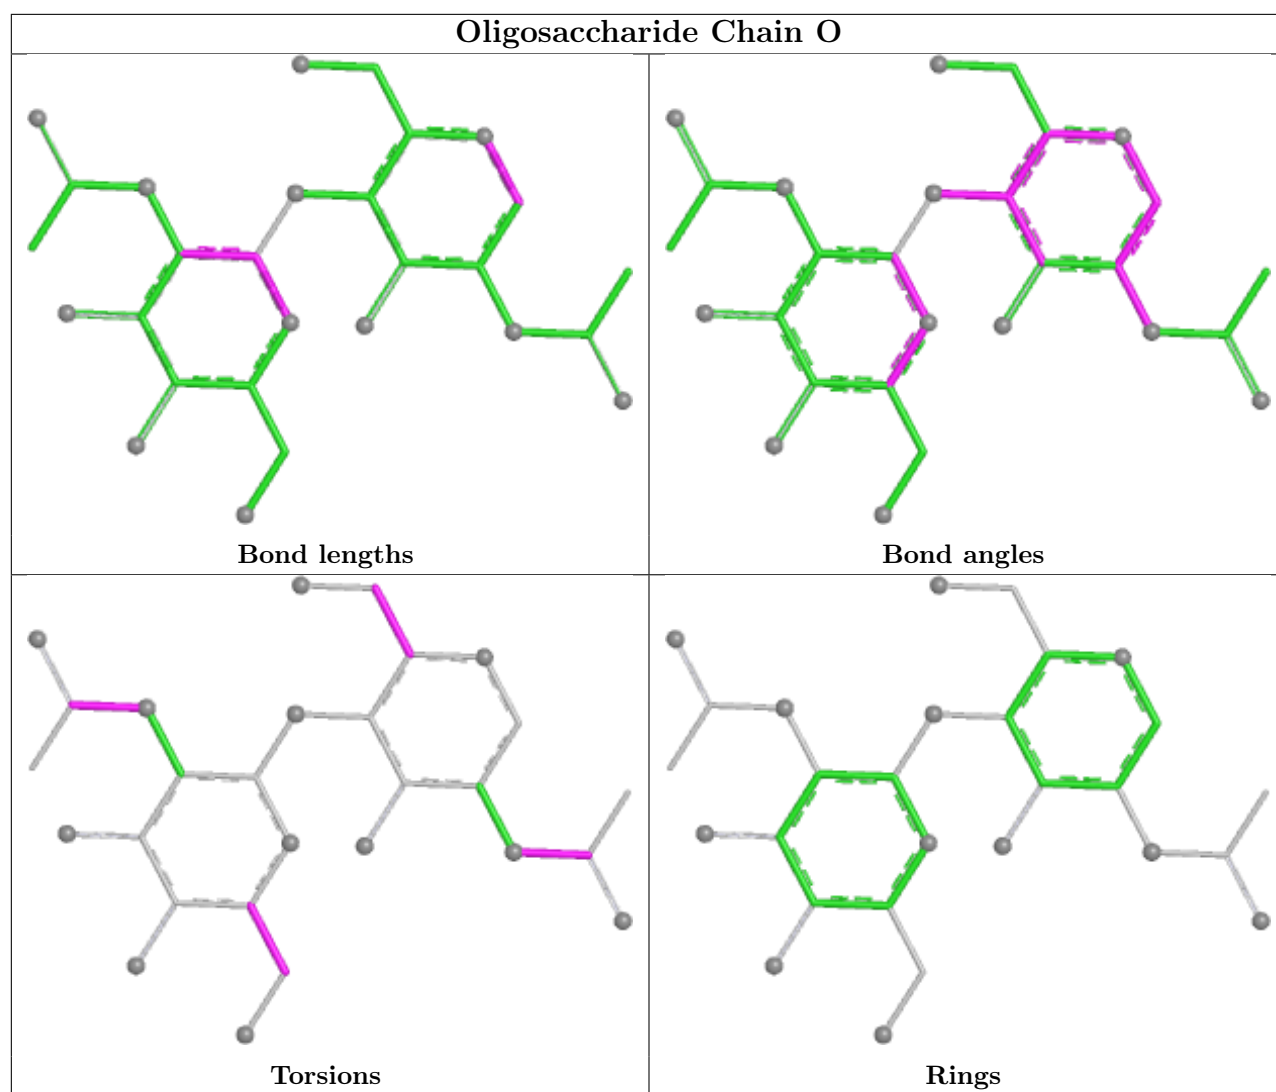 Oligosaccharide Chain O
Bond lengths
Bond angles
Torsions
Rings